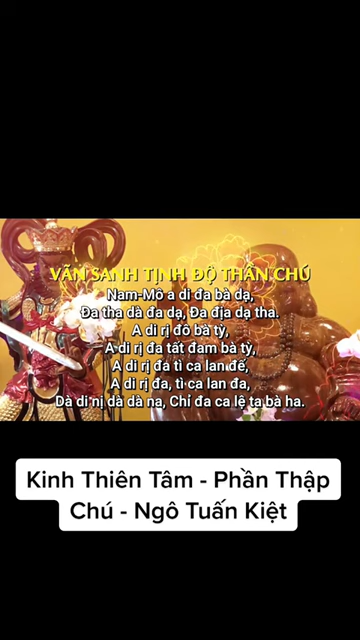 VÃN SANH TỊNH ĐỘ THẦN CHÚ
Nam-Mô a di đa bà dạ,
Đa tha dà đa dạ, Đa địa dạ tha.
A di rị đô bà tỳ,
A di rị đa tất đam bà tỳ,
A di rị đa tì ca lan đế,
A di rị đa, tì ca lan đa,
Dà di nị dà dà na, Chỉ đa ca lệ ta bà ha.
Kinh Thiên Tâm - Phần Thập
Chú - Ngô Tuấn Kiệt